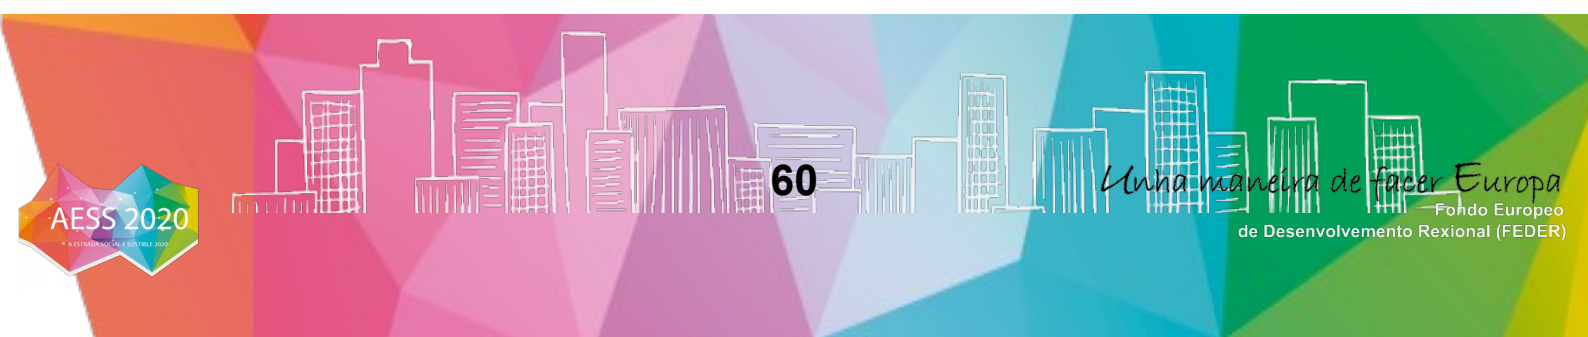 60
AESS 2020
A ESTRADA SOCIAL E SOSTIBLE 2020
Unha maneira de facer Europa
Fondo Europeo
de Desenvolvemento Rexional (FEDER)